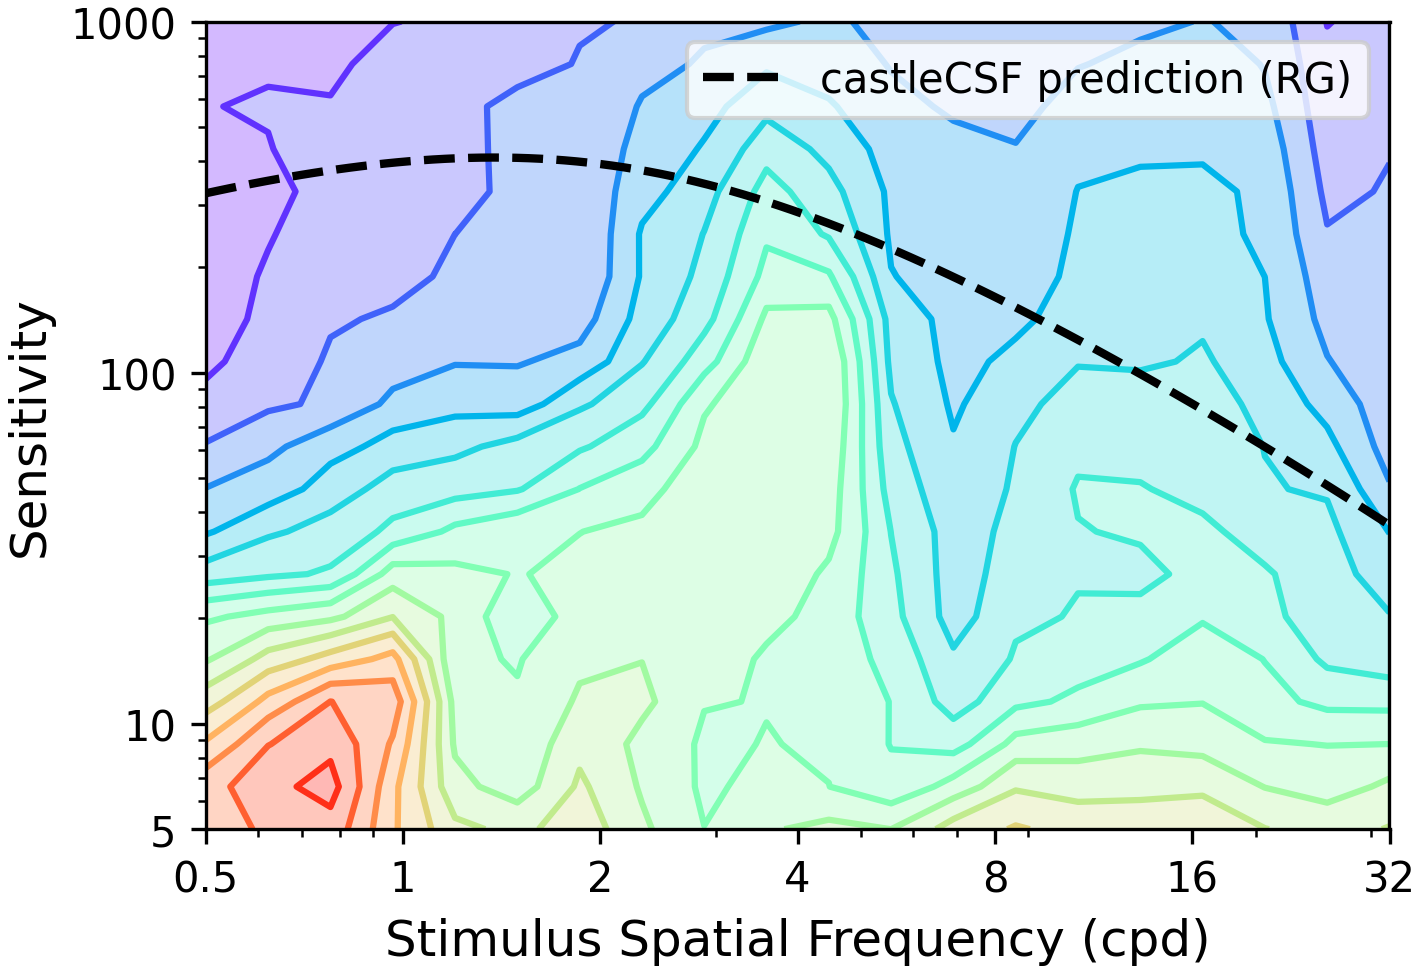 1000
castleCSF prediction (RG)
Sensitivity
100
10
5
0.5 1 2 4 8 16 32
Stimulus Spatial Frequency (cpd)